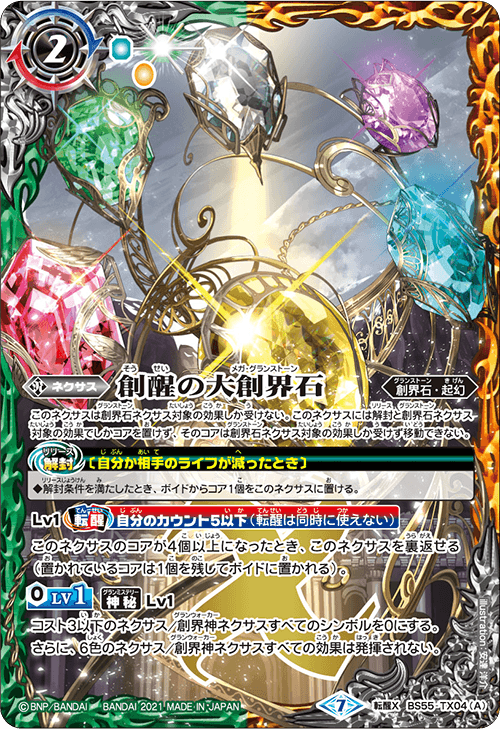 2
そうせい メガ・グランストーン
ネクサス 創醒の大創界石 創界石・起幻
このネクサスは創界石ネクサス対象の効果しか受けない。このネクサスには解封と創界石ネクサス
対象の効果でしかコアを置けず、そのコアは創界石ネクサス対象の効果しか受けず移動できない。
解封 【自分か相手のライフが減ったとき】
◆解封条件を満たしたとき、ボイドからコア1個をこのネクサスに置ける。
Lv1 転醒 自分のカウント5以下(転醒は同時に使えない)
このネクサスのコアが4個以上になったとき、このネクサスを裏返せる
(置かれているコアは1個を残してボイドに置かれる)。
0 LV1 神秘 Lv1
コスト3以下のネクサス/創界神ネクサスすべてのシンボルを0にする。
さらに、6色のネクサス/創界神ネクサスすべての効果は発揮されない。
©BNP/BANDAI BANDAI 2021 MADE IN JAPAN 7 転醒X BS55-TX04(A)